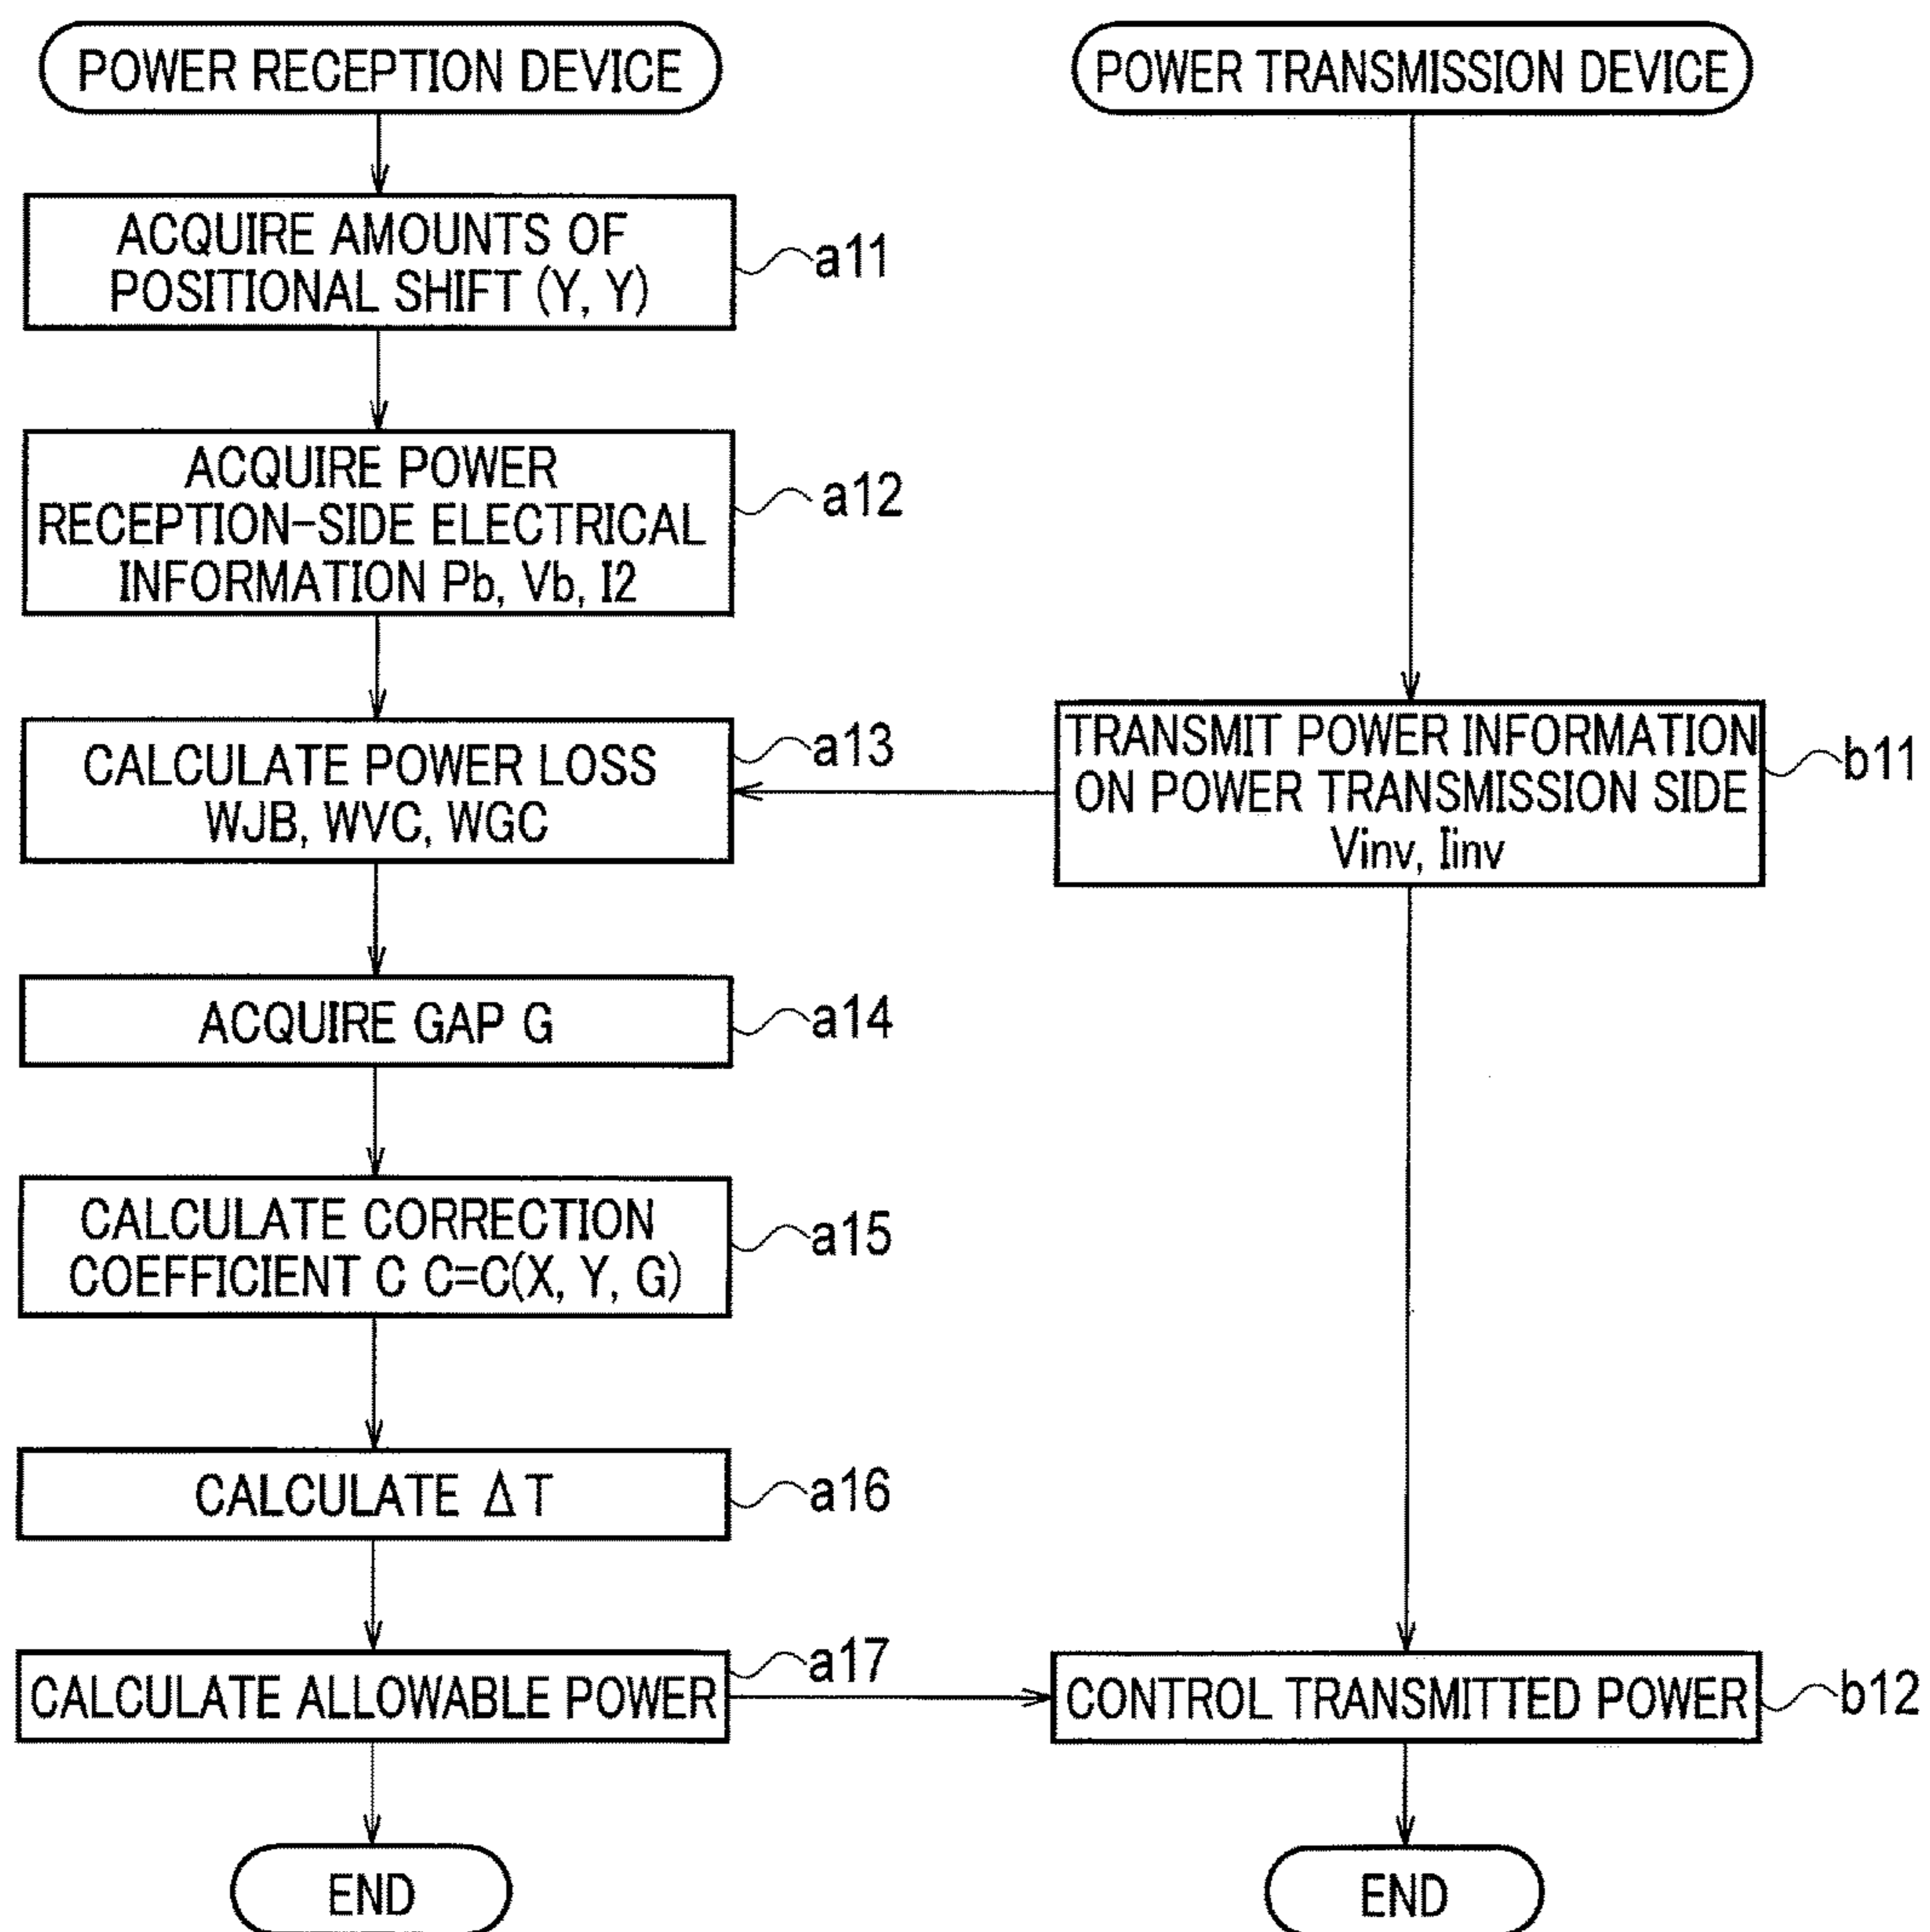 POWER RECEPTION DEVICE
POWER TRANSMISSION DEVICE
ACQUIRE AMOUNTS OF
POSITIONAL SHIFT (Y, Y)
a11
ACQUIRE POWER
RECEPTION-SIDE ELECTRICAL
INFORMATION Pb, Vb, I2
a12
CALCULATE POWER LOSS
WJB, WVC, WGC
a13
TRANSMIT POWER INFORMATION
ON POWER TRANSMISSION SIDE
Vinv, Iinv
b11
ACQUIRE GAP G
a14
CALCULATE CORRECTION
COEFFICIENT C C=C(X, Y, G)
a15
CALCULATE ΔT
a16
CALCULATE ALLOWABLE POWER
a17
CONTROL TRANSMITTED POWER
b12
END
END